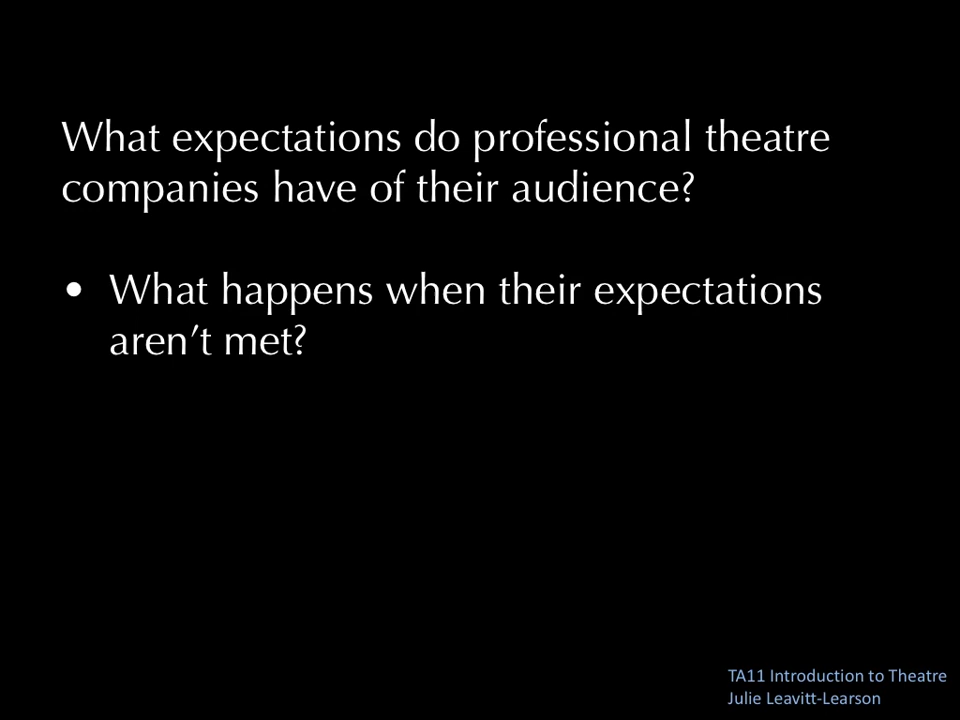 What expectations do professional theatre
companies have of their audience?
• What happens when their expectations
aren’t met?
TA11 Introduction to Theatre
Julie Leavitt-Learson